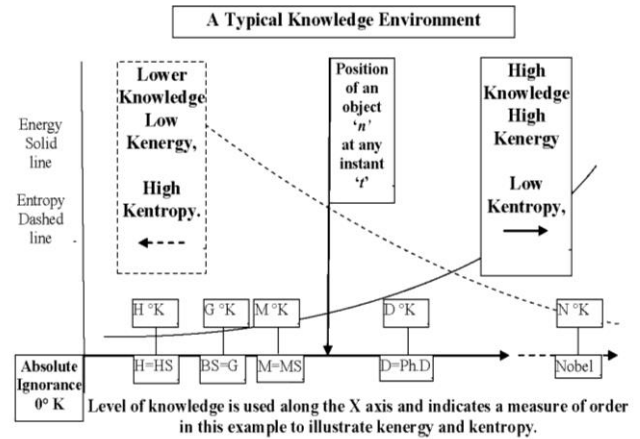 A Typical Knowledge Environment
Lower
Knowledge
Low
Kenergy,
High
Kentropy.
Position
of an
object
‘n’
at any
instant
‘t’
High
Knowledge
High
Kenergy
Low
Kentropy,
Energy
Solid
line
Entropy
Dashed
line
H °K
G °K
M °K
D °K
N °K
Absolute
Ignorance
0° K
H=HS
BS=G
M=MS
D=Ph.D
Nobel
Level of knowledge is used along the X axis and indicates a measure of order
in this example to illustrate kenergy and kentropy.